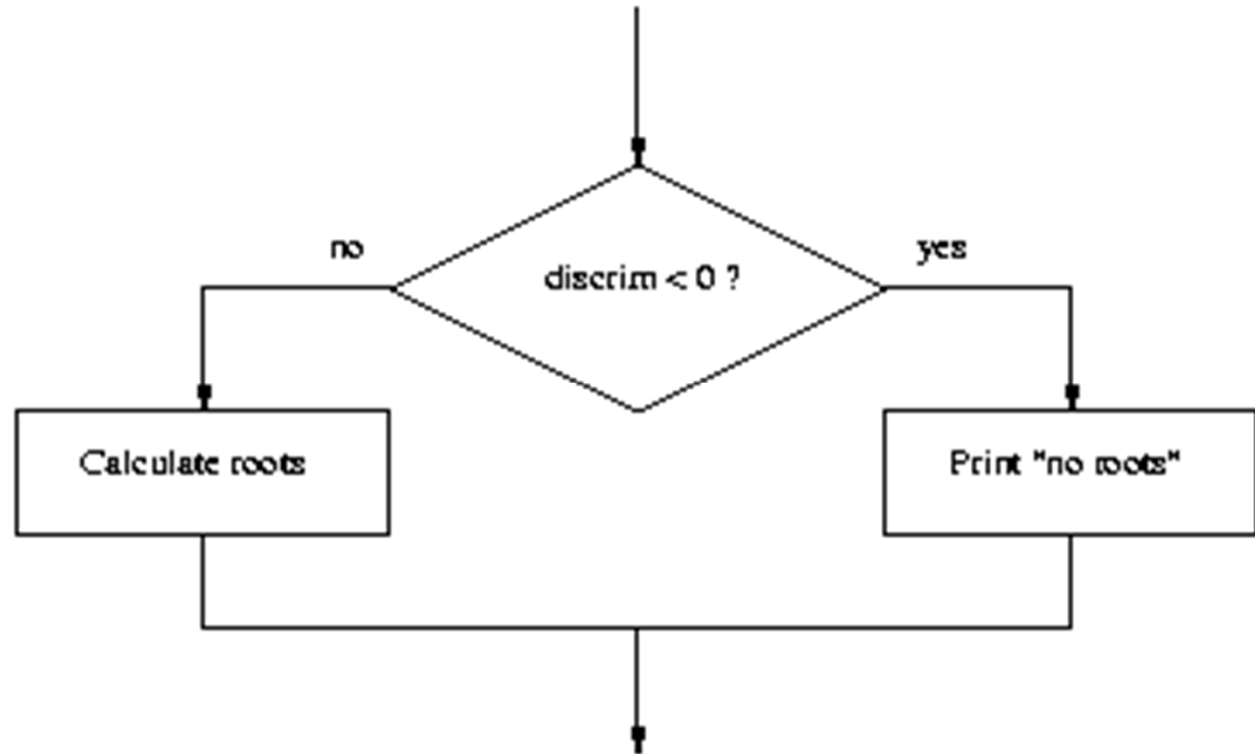 no
yes
discrim < 0 ?
Calculate roots
Print "no roots"